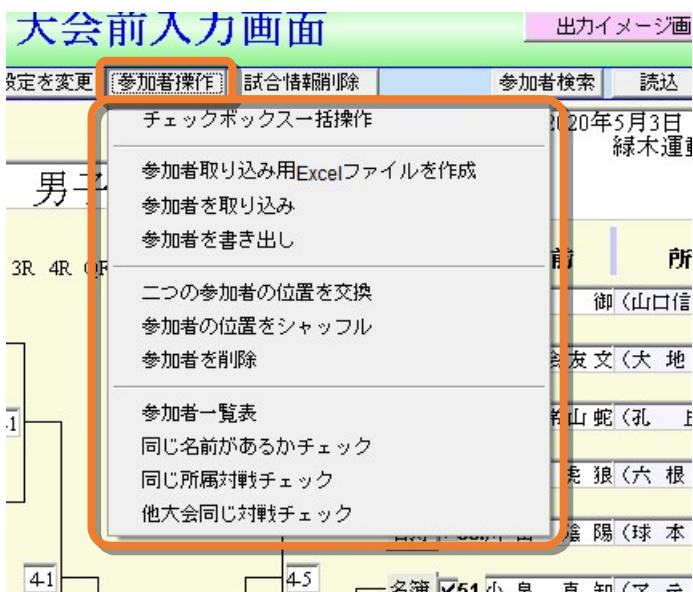 大会前入力画面
出力イメージ画
設定を変更 参加者操作 試合情報削除 参加者検索 読込
チェックボックス一括操作
20年5月3日
緑木運動
参加者取り込み用Excelファイルを作成
男子
参加者を取り込み
参加者を書き出し
3R 4R QF
前 所
二つの参加者の位置を交換
御 (山口信
参加者の位置をシャッフル
参加者を削除
友 文 (大 地
参加者一覧表
山 蛇 (孔
同じ名前があるかチェック
同じ所属対戦チェック
狼 (六 根
他大会同じ対戦チェック
陰 陽 (球 本
4-1
4-5
名簿 51 小 泉 真 知 (マ テ